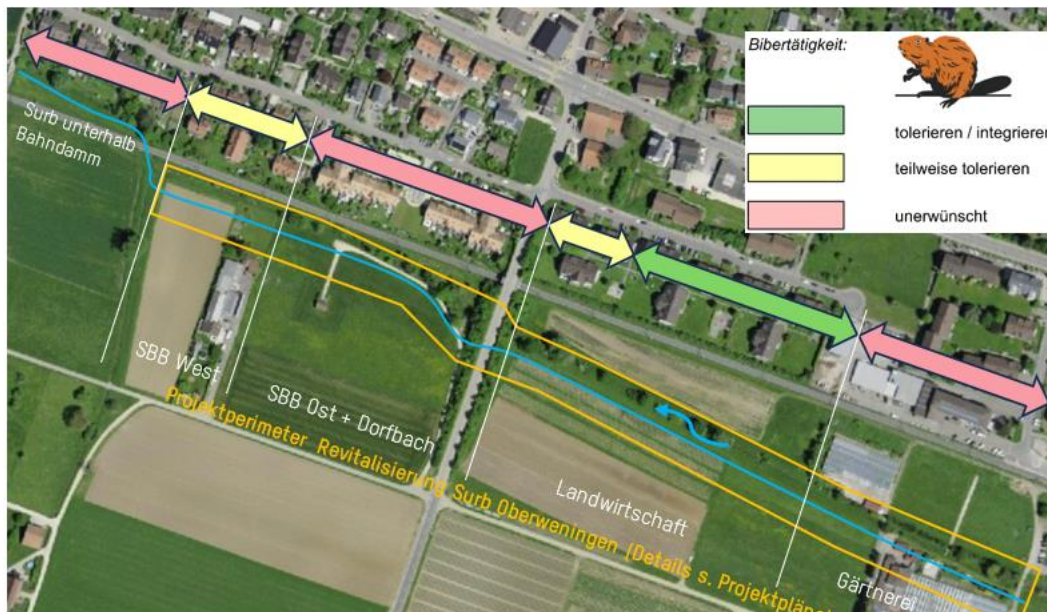 Bibertätigkeit:
tolerieren / integrieren
teilweise tolerieren
unerwünscht
Surb unterhalb
Bahndamm
SBB West
SBB Ost + Dorfbach
Landwirtschaft
Gärtnerei
Projektperimeter Revitalisierung Surb Oberweningen (Details s. Projektpläne